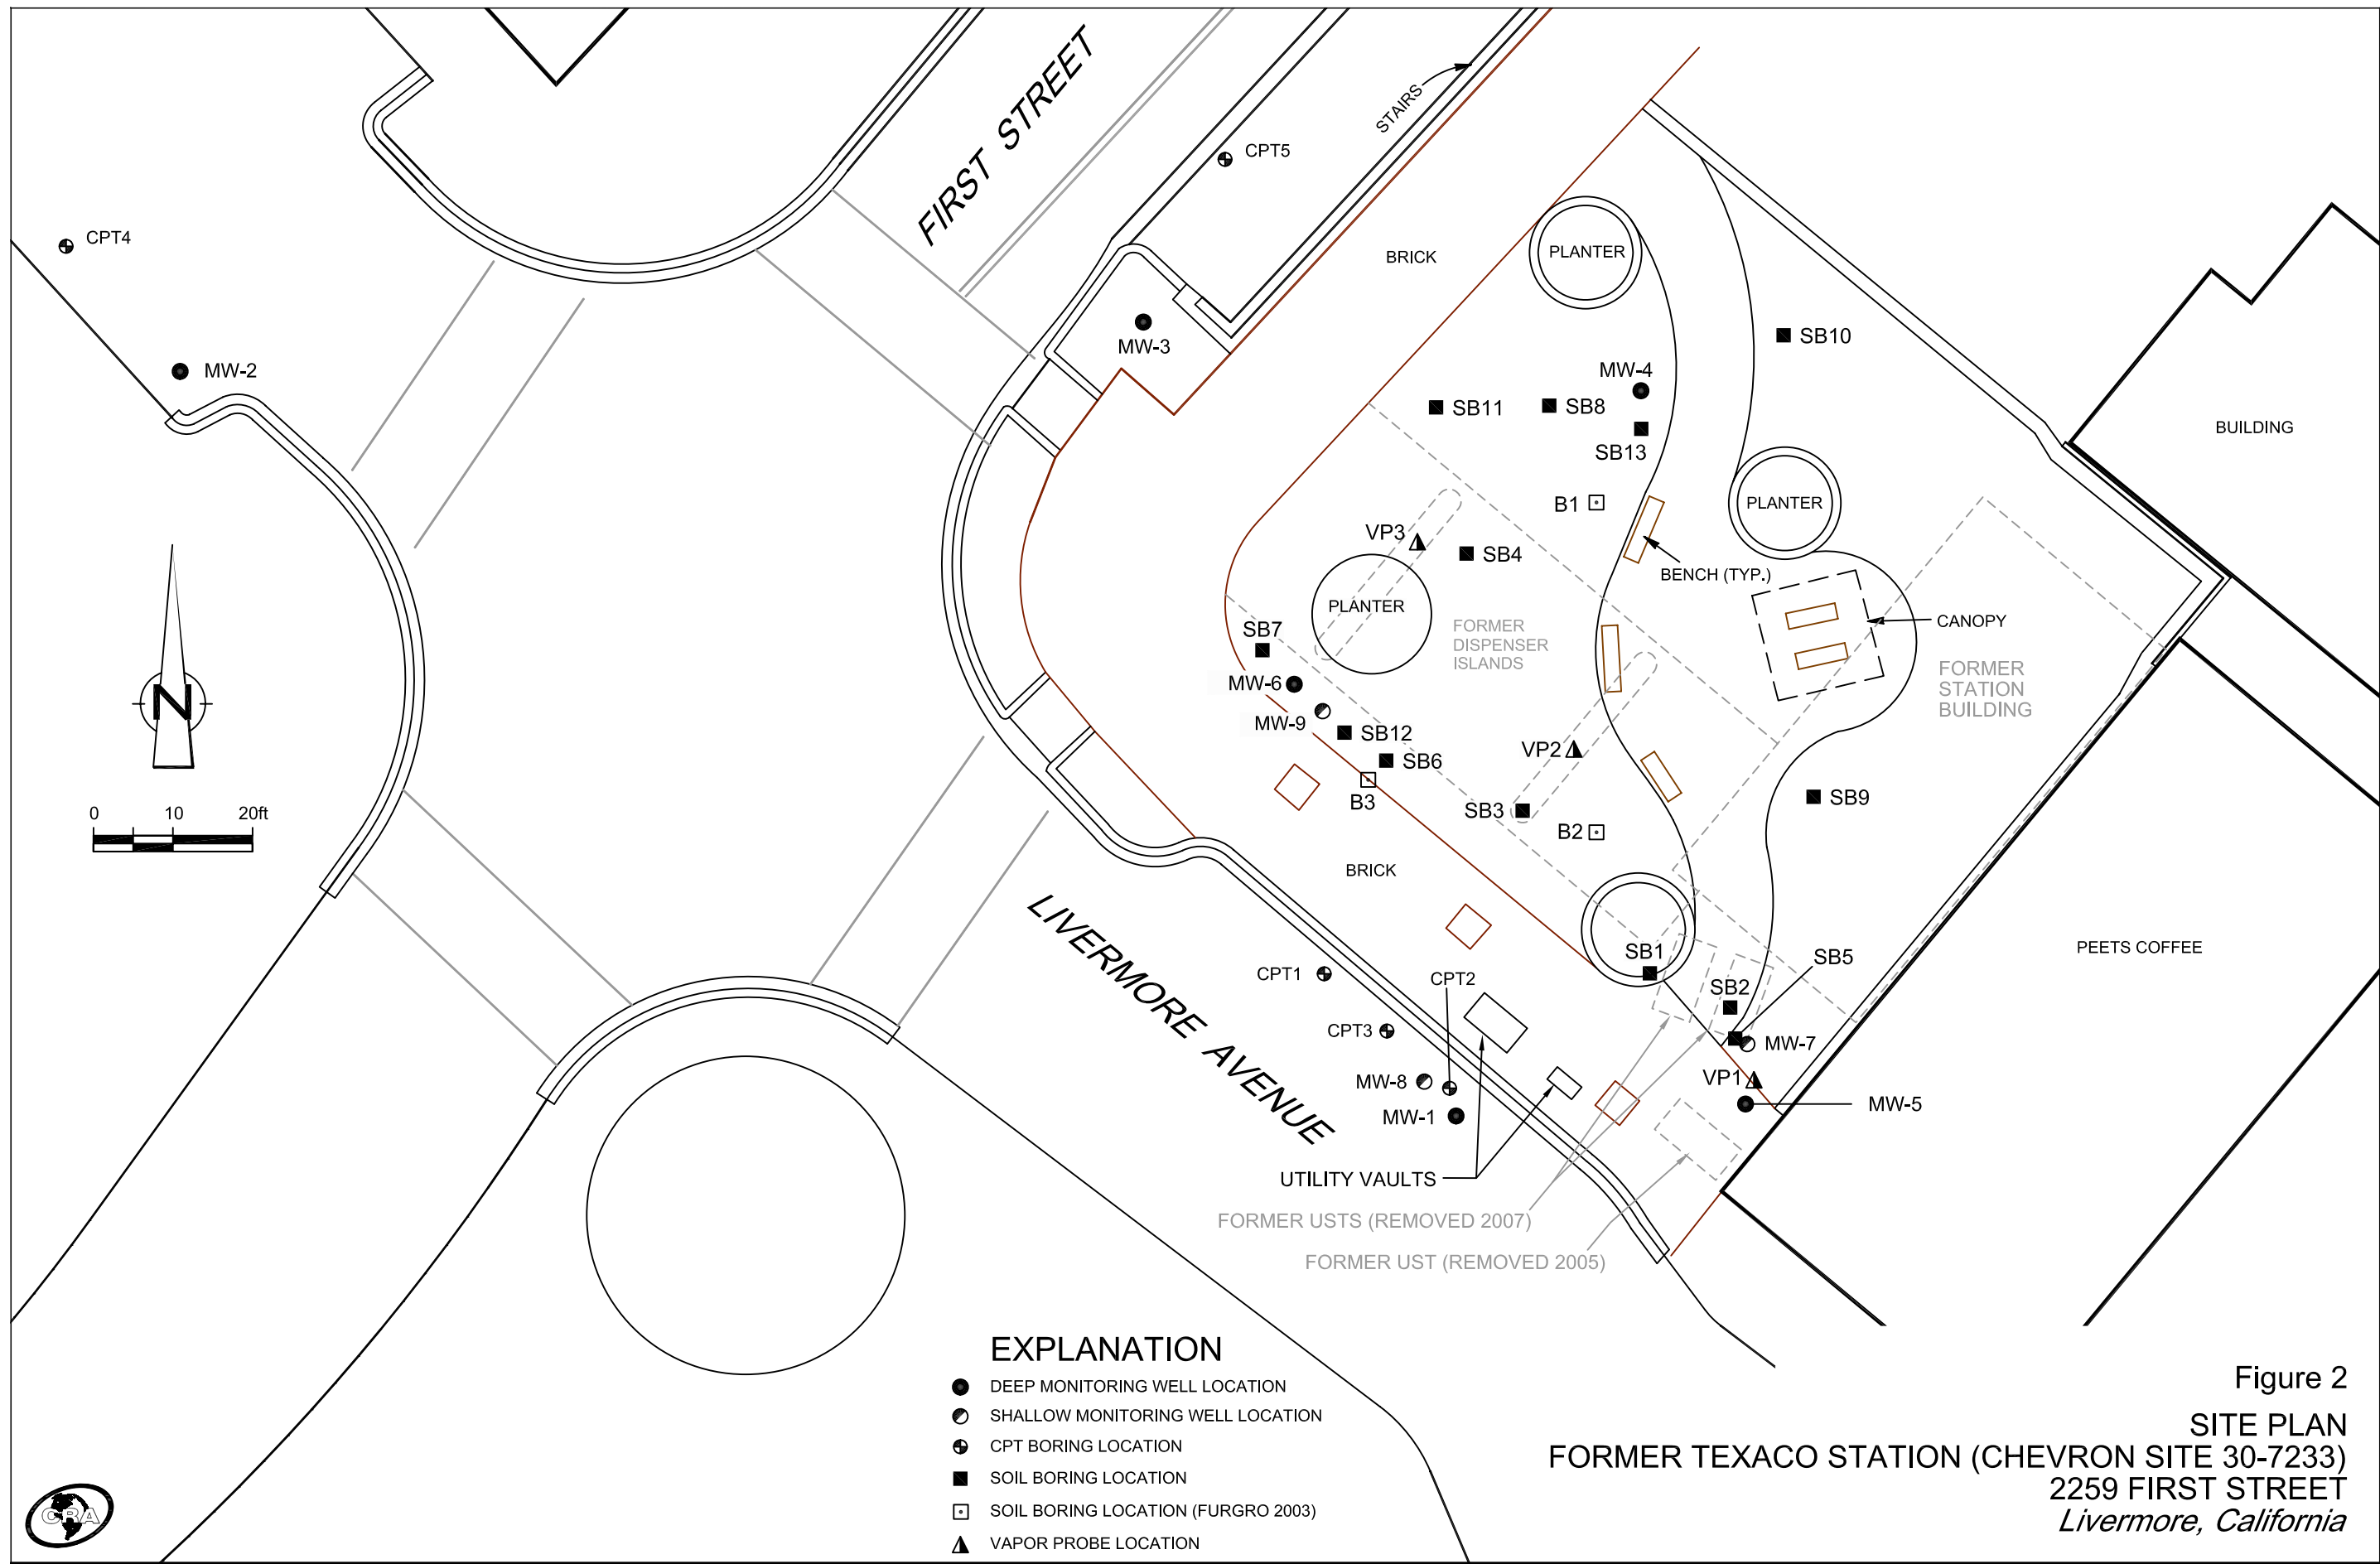 FIRST STREET
STAIRS
CPT5
CPT4
BRICK
PLANTER
MW-3
SB10
MW-2
MW-4
SB11
SB8
BUILDING
SB13
B1
PLANTER
VP3
SB4
BENCH (TYP.)
PLANTER
CANOPY
FORMER
DISPENSER
ISLANDS
SB7
FORMER
STATION
BUILDING
MW-6
N
MW-9
SB12
VP2
SB6
B3
SB3
SB9
0 10 20ft
B2
BRICK
LIVERMORE AVENUE
PEETS COFFEE
SB1
SB5
CPT1
CPT2
SB2
CPT3
MW-7
MW-8
VP1
MW-1
MW-5
UTILITY VAULTS
FORMER USTS (REMOVED 2007)
FORMER UST (REMOVED 2005)
EXPLANATION
DEEP MONITORING WELL LOCATION
SHALLOW MONITORING WELL LOCATION
CPT BORING LOCATION
SOIL BORING LOCATION
SOIL BORING LOCATION (FURGRO 2003)
VAPOR PROBE LOCATION
CRA
Figure 2
SITE PLAN
FORMER TEXACO STATION (CHEVRON SITE 30-7233)
2259 FIRST STREET
Livermore, California